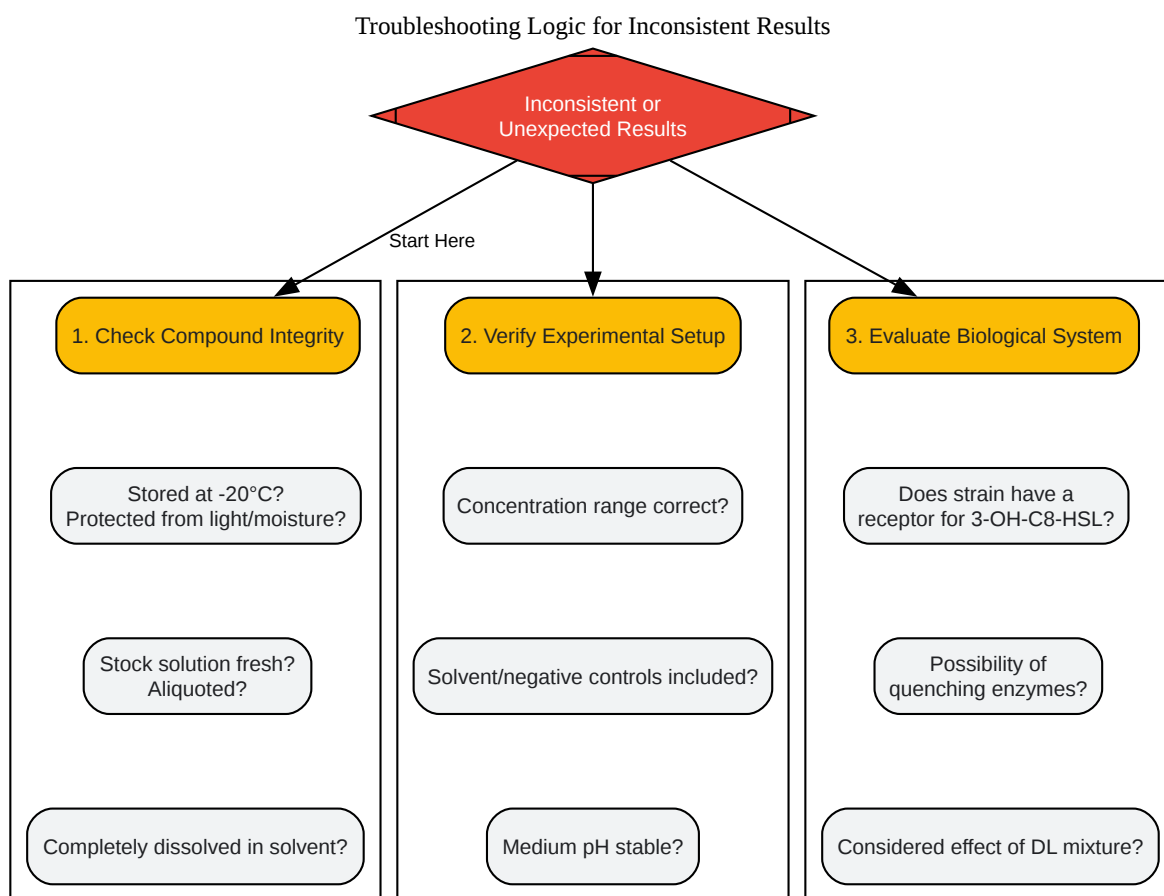 Troubleshooting Logic for Inconsistent Results
Inconsistent or
Unexpected Results
Start Here
1. Check Compound Integrity
Stored at -20°C?
Protected from light/moisture?
Stock solution fresh?
Aliquoted?
Completely dissolved in solvent?
2. Verify Experimental Setup
Concentration range correct?
Solvent/negative controls included?
Medium pH stable?
3. Evaluate Biological System
Does strain have a
receptor for 3-OH-C8-HSL?
Possibility of
quenching enzymes?
Considered effect of DL mixture?